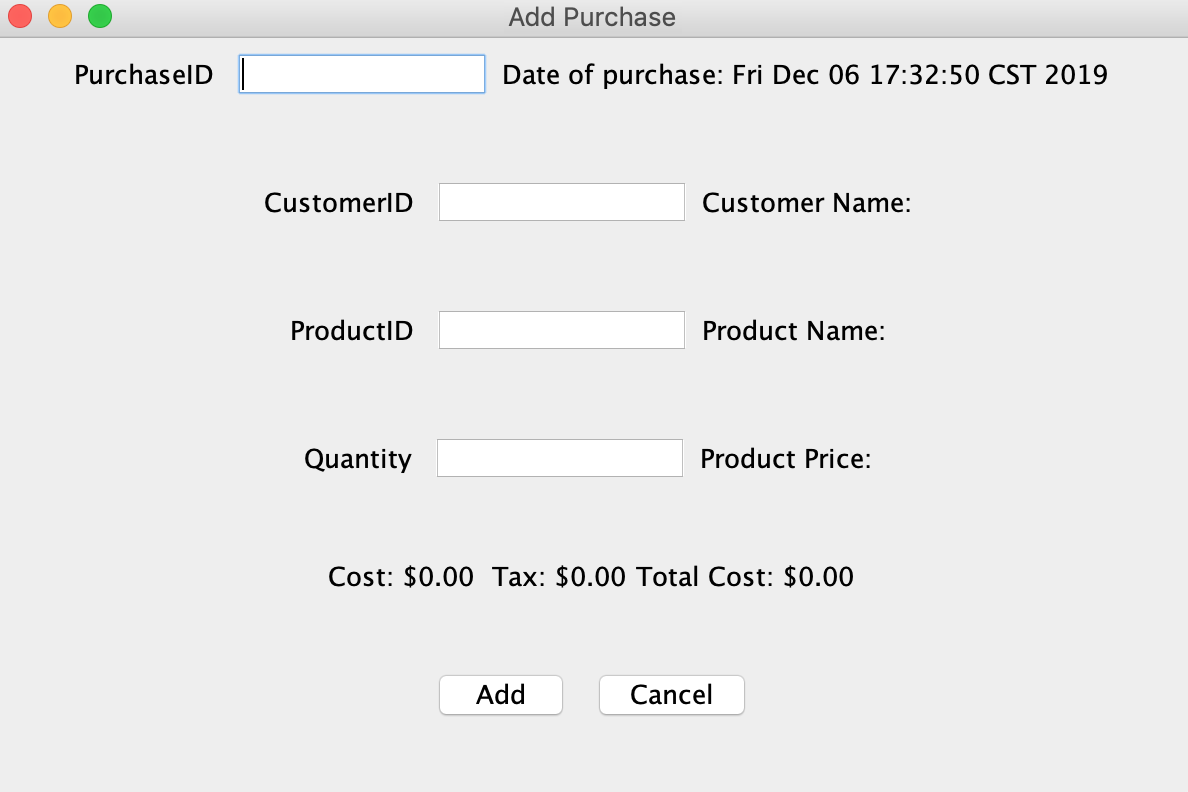 Add Purchase
PurchaseID Date of purchase: Fri Dec 06 17:32:50 CST 2019
CustomerID Customer Name:
ProductID Product Name:
Quantity Product Price:
Cost: $0.00 Tax: $0.00 Total Cost: $0.00
Add Cancel